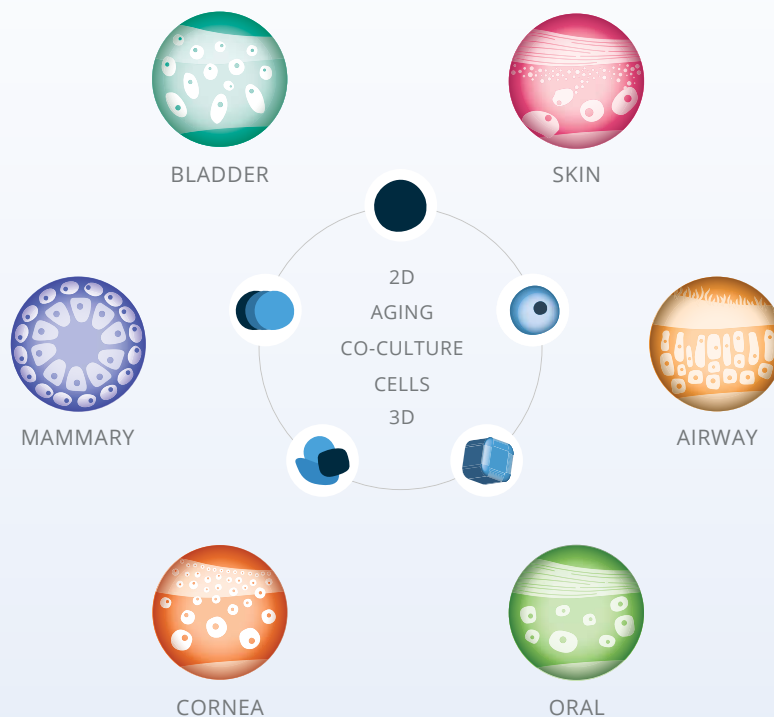 BLADDER
SKIN
2D
AGING
CO-CULTURE
CELLS
3D
MAMMARY
AIRWAY
CORNEA
ORAL